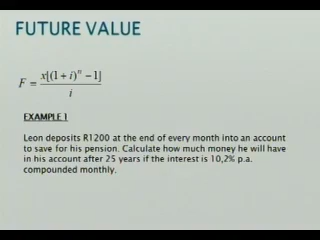 FUTURE VALUE
F = x[(1 + i)^n − 1] / i
EXAMPLE 1
Leon deposits R1200 at the end of every month into an account
to save for his pension. Calculate how much money he will have
in his account after 25 years if the interest is 10,2% p.a.
compounded monthly.